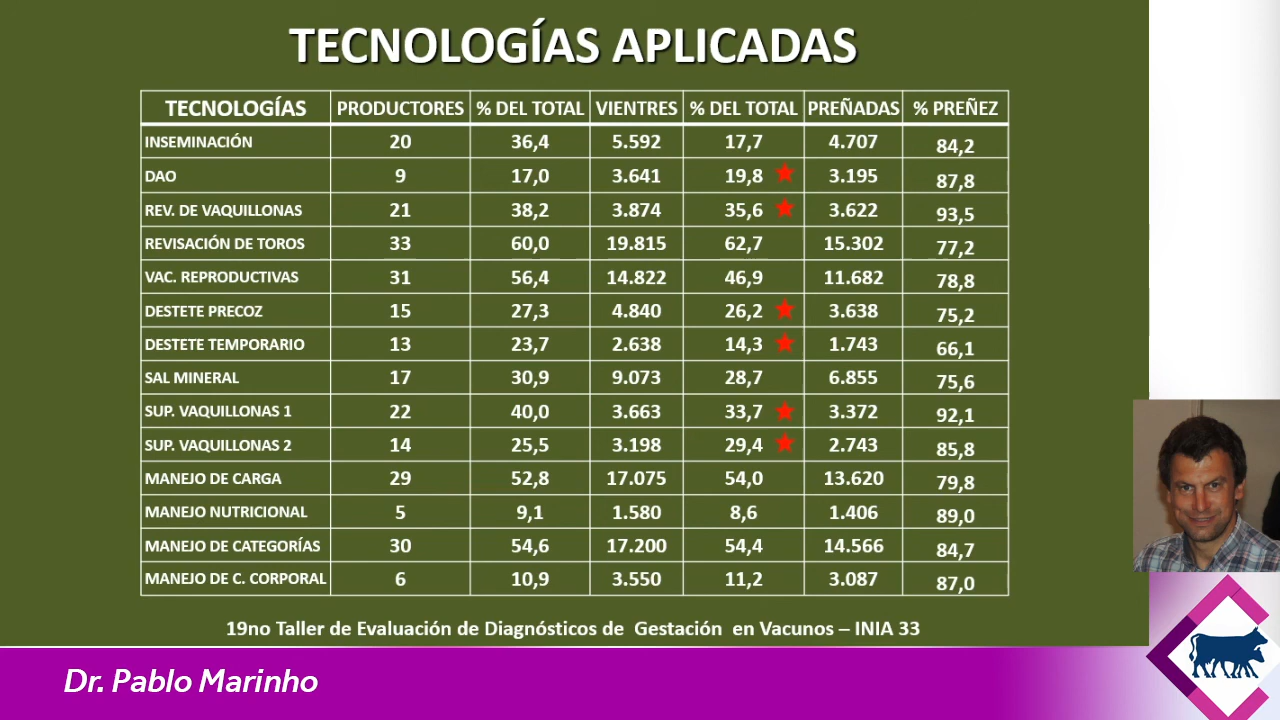 TECNOLOGÍAS APLICADAS
TECNOLOGÍAS PRODUCTORES % DEL TOTAL VIENTRES % DEL TOTAL PREÑADAS % PREÑEZ
INSEMINACIÓN 20 36,4 5.592 17,7 4.707 84,2
DAO 9 17,0 3.641 19,8 3.195 87,8
REV. DE VAQUILLONAS 21 38,2 3.874 35,6 3.622 93,5
REVISACIÓN DE TOROS 33 60,0 19.815 62,7 15.302 77,2
VAC. REPRODUCTIVAS 31 56,4 14.822 46,9 11.682 78,8
DESTETE PRECOZ 15 27,3 4.840 26,2 3.638 75,2
DESTETE TEMPORARIO 13 23,7 2.638 14,3 1.743 66,1
SAL MINERAL 17 30,9 9.073 28,7 6.855 75,6
SUP. VAQUILLONAS 1 22 40,0 3.663 33,7 3.372 92,1
SUP. VAQUILLONAS 2 14 25,5 3.198 29,4 2.743 85,8
MANEJO DE CARGA 29 52,8 17.075 54,0 13.620 79,8
MANEJO NUTRICIONAL 5 9,1 1.580 8,6 1.406 89,0
MANEJO DE CATEGORÍAS 30 54,6 17.200 54,4 14.566 84,7
MANEJO DE C. CORPORAL 6 10,9 3.550 11,2 3.087 87,0
19no Taller de Evaluación de Diagnósticos de Gestación en Vacunos – INIA 33
Dr. Pablo Marinho